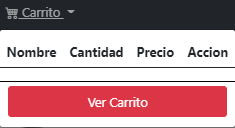 Carrito
Nombre Cantidad Precio Accion
Ver Carrito